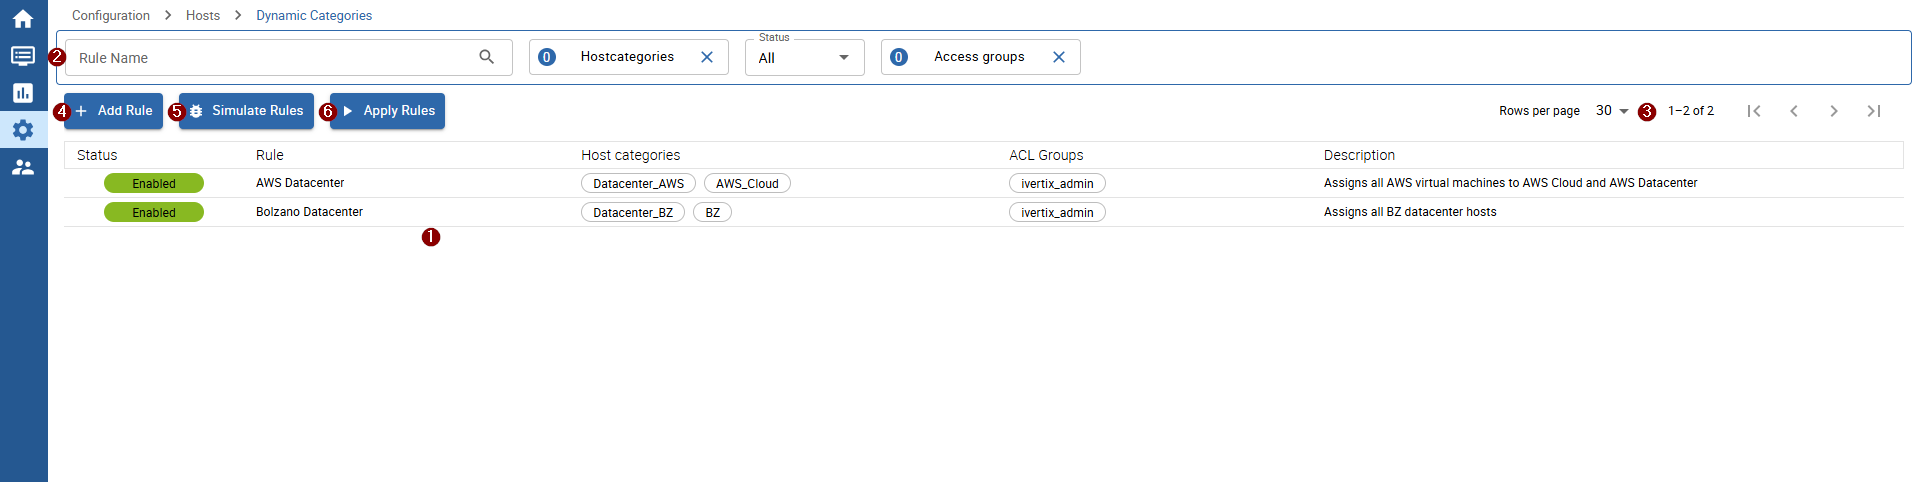 Configuration > Hosts > Dynamic Categories
2 Rule Name 0 Hostcategories Status All 0 Access groups
4 + Add Rule 5 Simulate Rules 6 Apply Rules Rows per page 30 3 1–2 of 2
Status Rule Host categories ACL Groups Description
Enabled AWS Datacenter Datacenter_AWS AWS_Cloud ivertix_admin Assigns all AWS virtual machines to AWS Cloud and AWS Datacenter
Enabled Bolzano Datacenter Datacenter_BZ BZ ivertix_admin Assigns all BZ datacenter hosts
1